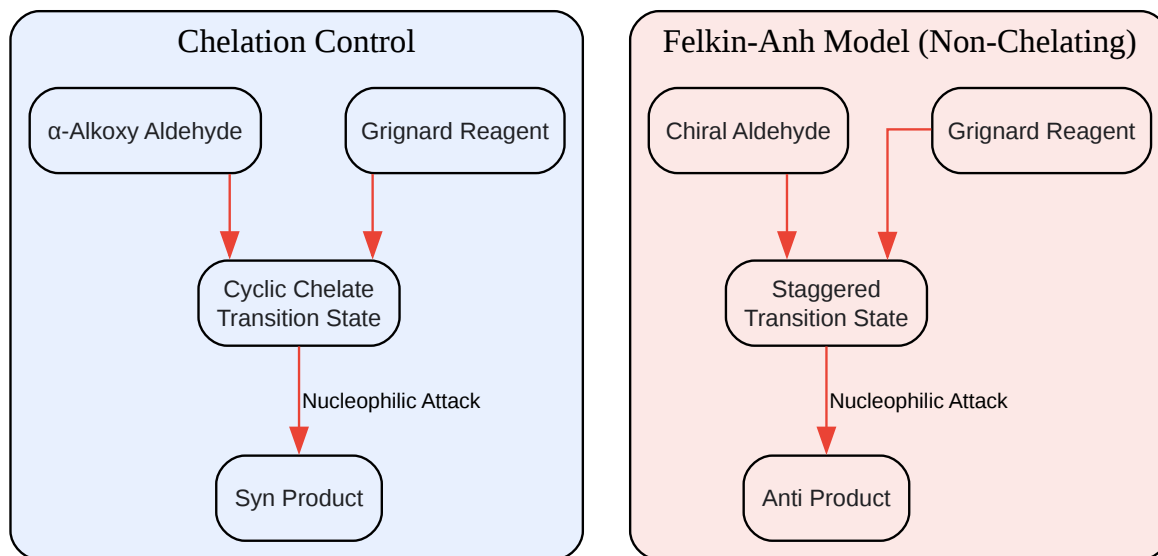 Chelation Control
α-Alkoxy Aldehyde
Grignard Reagent
Cyclic Chelate
Transition State
Nucleophilic Attack
Syn Product
Felkin-Anh Model (Non-Chelating)
Chiral Aldehyde
Grignard Reagent
Staggered
Transition State
Nucleophilic Attack
Anti Product